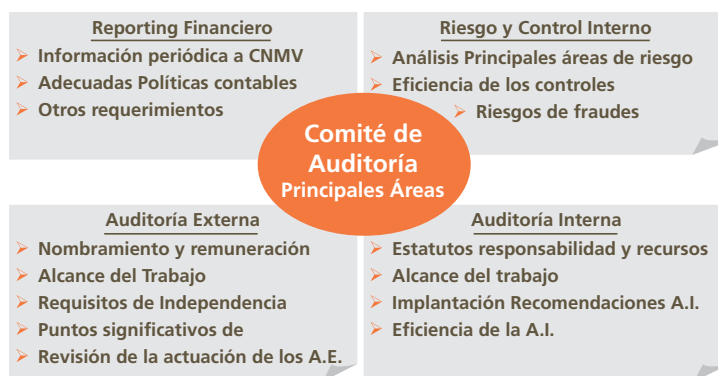 Reporting Financiero
➢ Información periódica a CNMV
➢ Adecuadas Políticas contables
➢ Otros requerimientos
Riesgo y Control Interno
➢ Análisis Principales áreas de riesgo
➢ Eficiencia de los controles
➢ Riesgos de fraudes
Comité de
Auditoría
Principales Áreas
Auditoría Externa
➢ Nombramiento y remuneración
➢ Alcance del Trabajo
➢ Requisitos de Independencia
➢ Puntos significativos de
➢ Revisión de la actuación de los A.E.
Auditoría Interna
➢ Estatutos responsabilidad y recursos
➢ Alcance del trabajo
➢ Implantación Recomendaciones A.I.
➢ Eficiencia de la A.I.